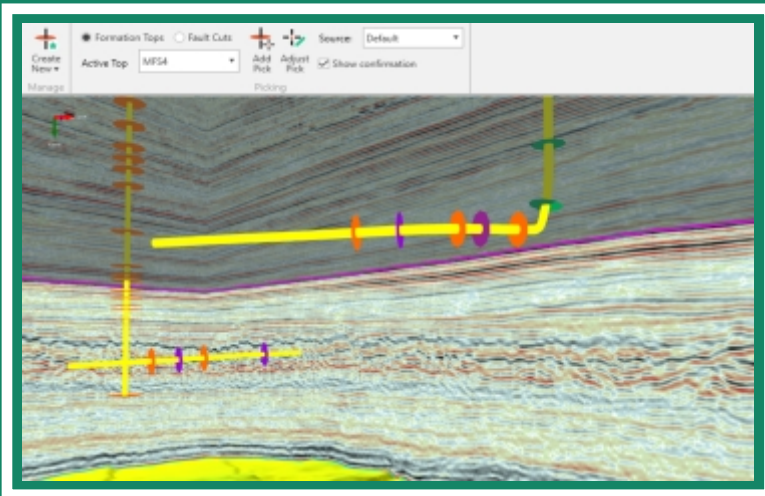 Formation Tops Fault Cuts
Source: Default
Create New
Active Top MFS4
Add Pick
Adjust Pick
Show confirmation
Manage
Picking